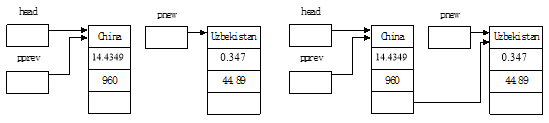 head
pnew
China
Uzbekistan
14.4349
0.347
pprev
960
44.89
head
pnew
China
Uzbekistan
14.4349
0.347
pprev
960
44.89